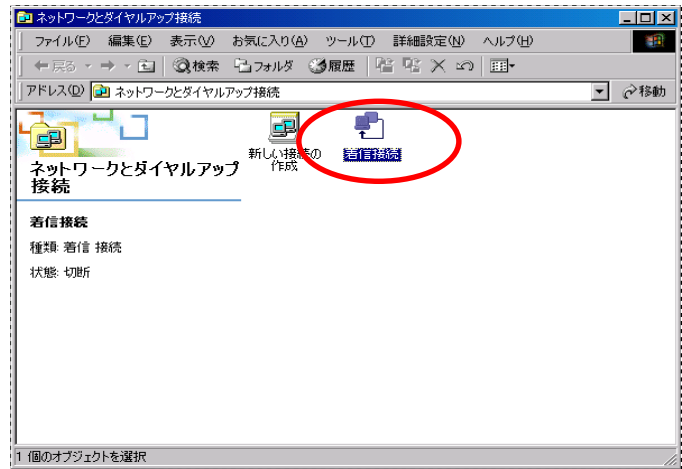 ネットワークとダイヤルアップ接続
ファイル(F) 編集(E) 表示(V) お気に入り(A) ツール(T) 詳細設定(N) ヘルプ(H)
戻る 検索 フォルダ 履歴
アドレス(D) ネットワークとダイヤルアップ接続 移動
新しい接続の
作成
着信接続
ネットワークとダイヤルアップ
接続
着信接続
種類: 着信 接続
状態: 切断
1 個のオブジェクトを選択